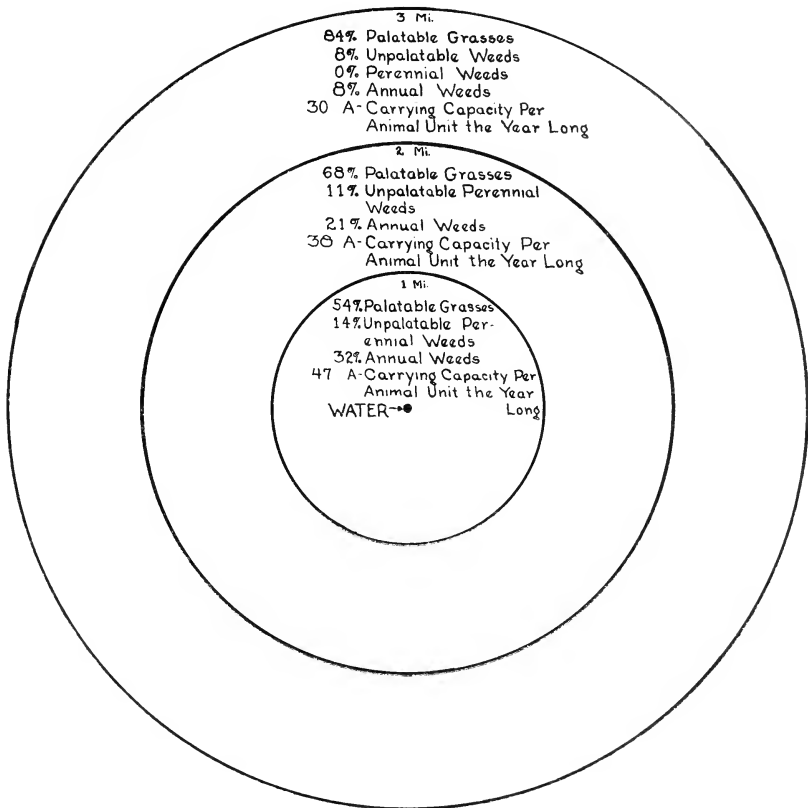 3 Mi.
84% Palatable Grasses
8% Unpalatable Weeds
0% Perennial Weeds
8% Annual Weeds
30 A-Carrying Capacity Per
Animal Unit the Year Long
2 Mi.
68% Palatable Grasses
11% Unpalatable Perennial
Weeds
21% Annual Weeds
38 A-Carrying Capacity Per
Animal Unit the Year Long
1 Mi.
54% Palatable Grasses
14% Unpalatable Per-
ennial Weeds
32% Annual Weeds
47 A-Carrying Capacity Per
Animal Unit the Year
WATER Long